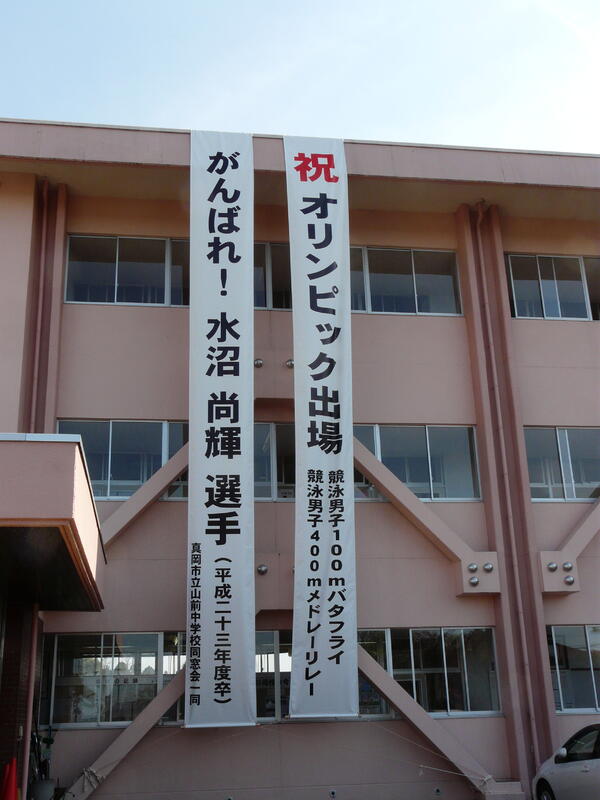 祝 オリンピック出場
競泳男子100mバタフライ
競泳男子400mメドレーリレー
がんばれ！ 水沼 尚輝 選手
（平成二十三年度卒）
真岡市立山前中学校同窓会一同